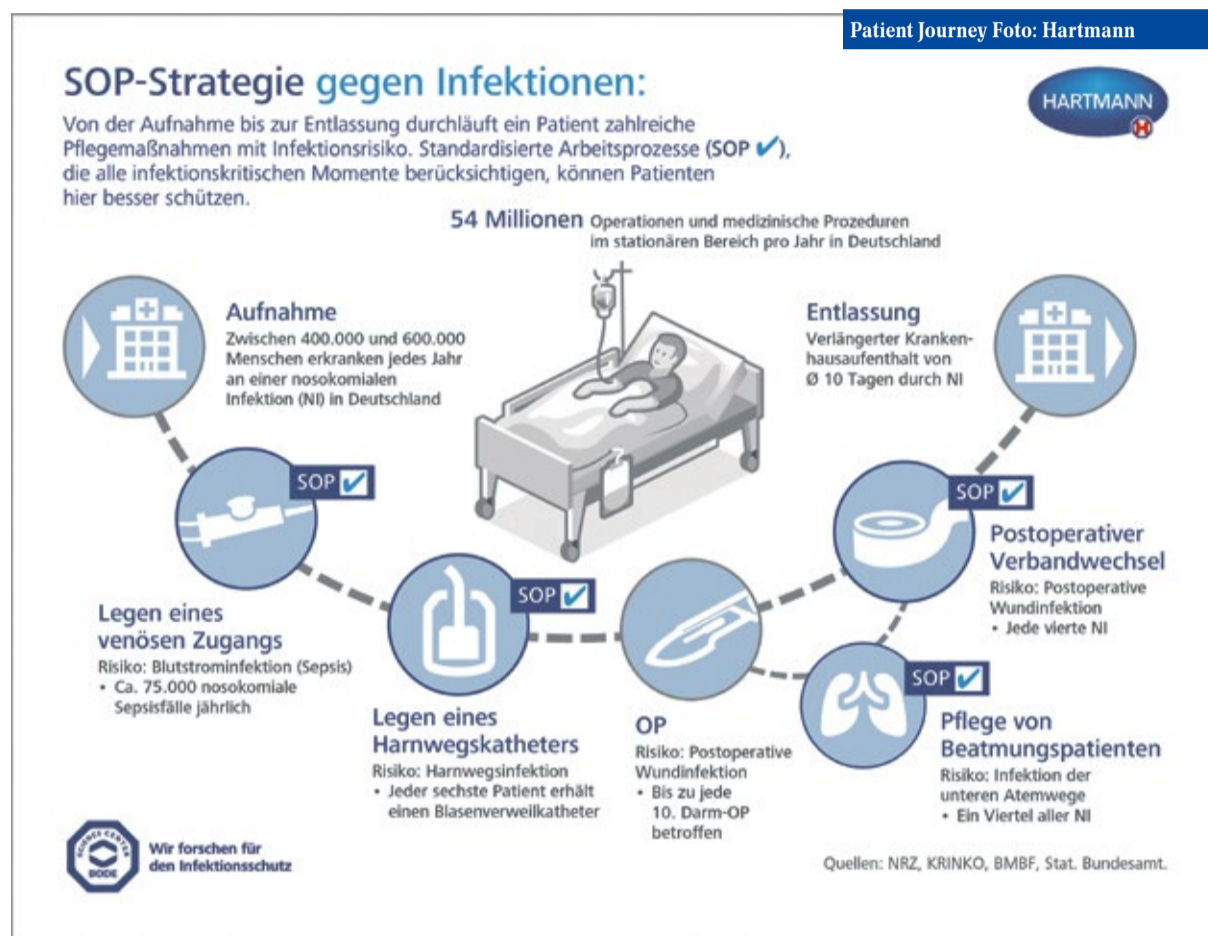 Patient Journey Foto: Hartmann
SOP-Strategie gegen Infektionen:
HARTMANN
Von der Aufnahme bis zur Entlassung durchläuft ein Patient zahlreiche
Pflegemaßnahmen mit Infektionsrisiko. Standardisierte Arbeitsprozesse (SOP ✔),
die alle infektionskritischen Momente berücksichtigen, können Patienten
hier besser schützen.
54 Millionen Operationen und medizinische Prozeduren
im stationären Bereich pro Jahr in Deutschland
Aufnahme
Zwischen 400.000 und 600.000
Menschen erkranken jedes Jahr
an einer nosokomialen
Infektion (NI) in Deutschland
Entlassung
Verlängerter Kranken-
hausaufenthalt von
Ø 10 Tagen durch NI
SOP ✔
Legen eines
venösen Zugangs
Risiko: Blutstrominfektion (Sepsis)
• Ca. 75.000 nosokomiale
Sepsisfälle jährlich
SOP ✔
Legen eines
Harnwegskatheters
Risiko: Harnwegsinfektion
• Jeder sechste Patient erhält
einen Blasenverweilkatheter
OP
Risiko: Postoperative
Wundinfektion
• Bis zu jede
10. Darm-OP
betroffen
SOP ✔
Postoperativer
Verbandwechsel
Risiko: Postoperative
Wundinfektion
• Jede vierte NI
SOP ✔
Pflege von
Beatmungspatienten
Risiko: Infektion der
unteren Atemwege
• Ein Viertel aller NI
SCIENCE CENTER
BODE
Wir forschen für
den Infektionsschutz
Quellen: NRZ, KRINKO, BMBF, Stat. Bundesamt.